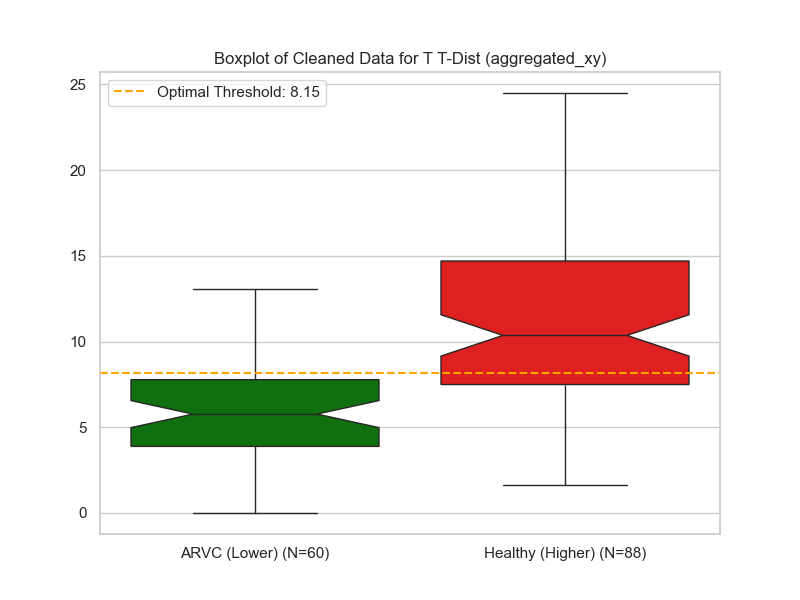 Boxplot of Cleaned Data for T T-Dist (aggregated_xy)
Optimal Threshold: 8.15
25
20
15
10
5
0
ARVC (Lower) (N=60)
Healthy (Higher) (N=88)